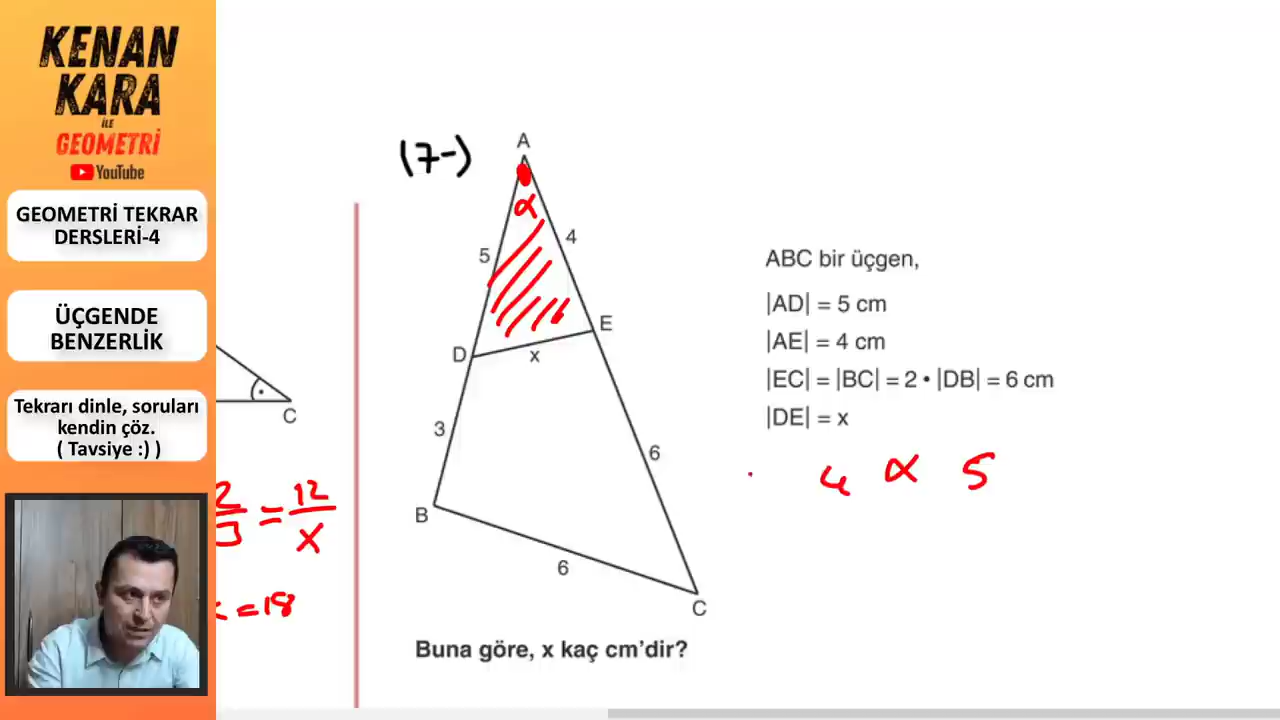 KENAN
KARA
İLE
GEOMETRİ
YouTube
GEOMETRİ TEKRAR
DERSLERİ-4
ÜÇGENDE
BENZERLİK
Tekrarı dinle, soruları
kendin çöz.
( Tavsiye :) )
C
12
= 
x
= 18
(7-)
A
α
5
4
D
x
E
3
6
B
6
C
ABC bir üçgen,
|AD| = 5 cm
|AE| = 4 cm
|EC| = |BC| = 2 • |DB| = 6 cm
|DE| = x
4 α 5
Buna göre, x kaç cm'dir?